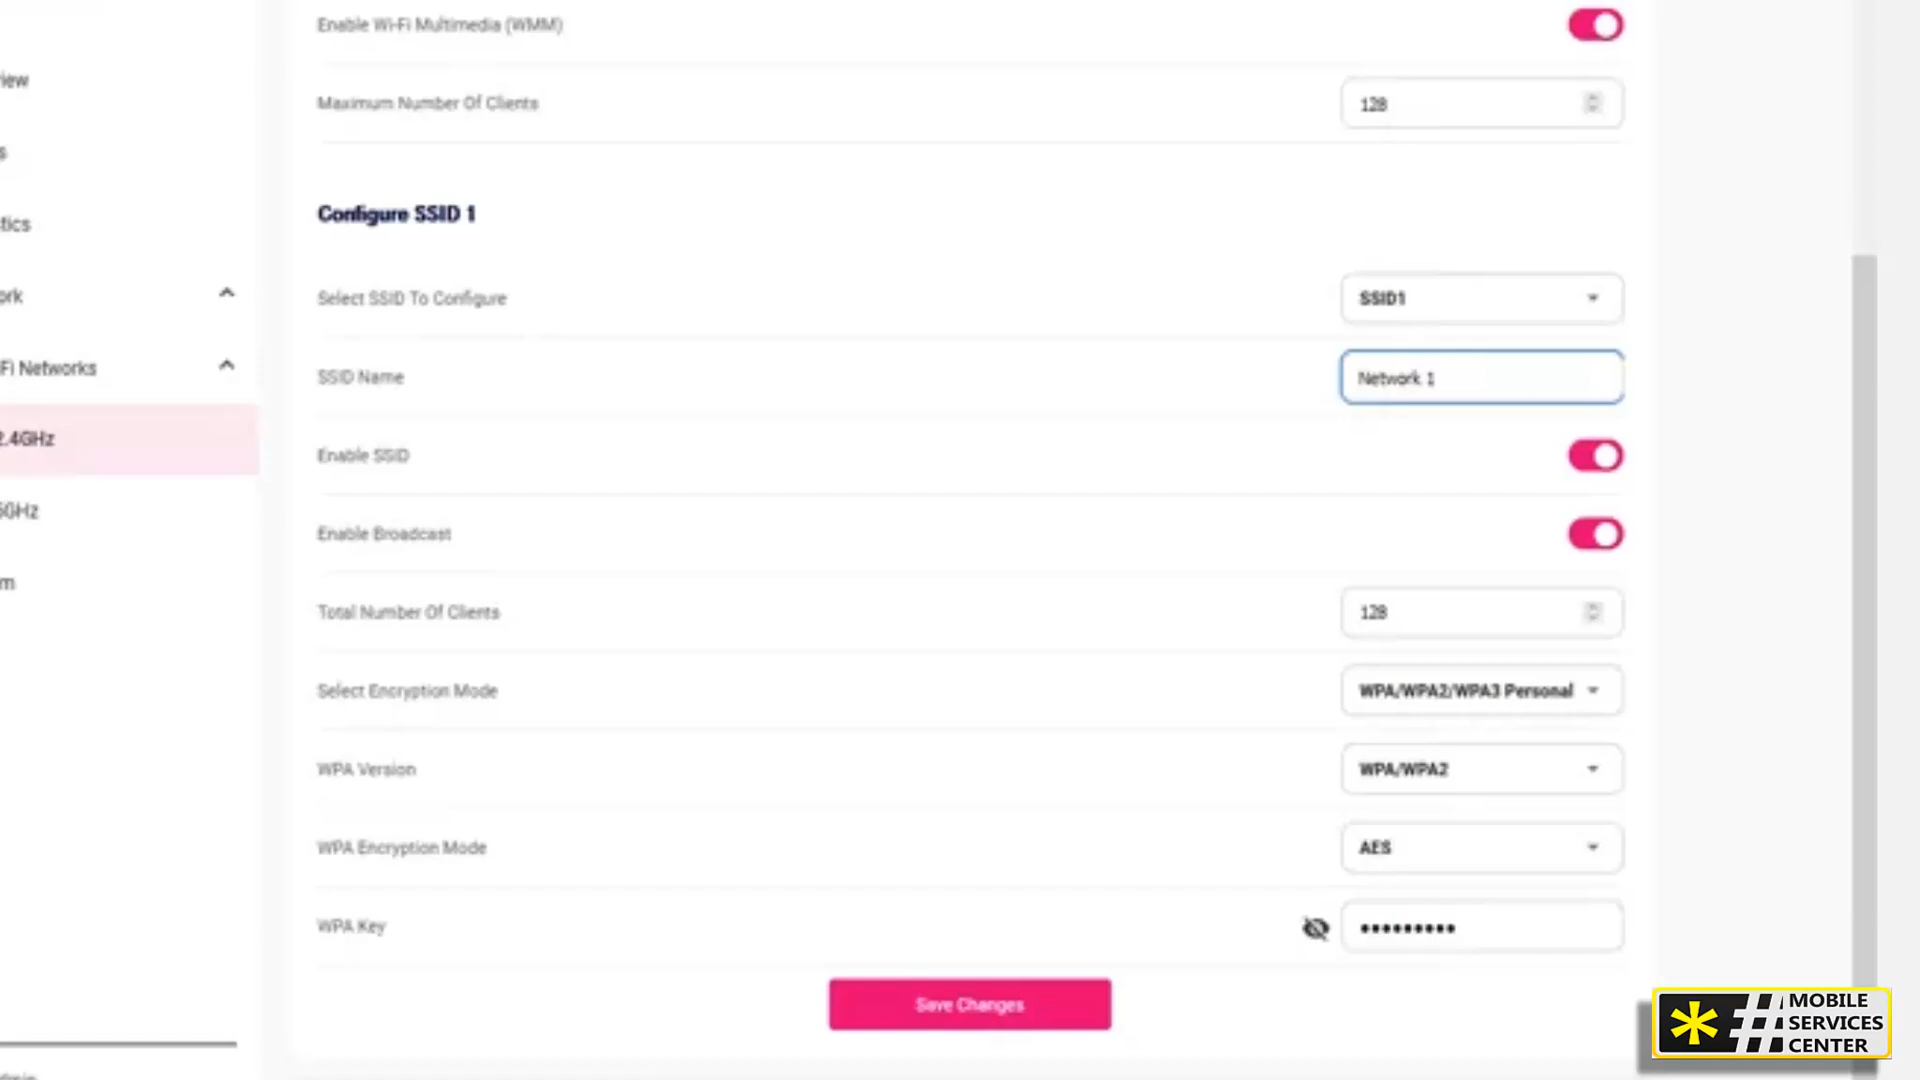 Enable Wi-Fi Multimedia (WMM)
iew
Maximum Number Of Clients
128
s
tics
Configure SSID 1
ork
Select SSID To Configure
SSID1
Fi Networks
SSID Name
Network 1
2.4GHz
Enable SSID
5GHz
Enable Broadcast
m
Total Number Of Clients
128
Select Encryption Mode
WPA/WPA2/WPA3 Personal
WPA Version
WPA/WPA2
WPA Encryption Mode
AES
WPA Key
•••••••••
Save Changes
*# MOBILE
SERVICES
CENTER